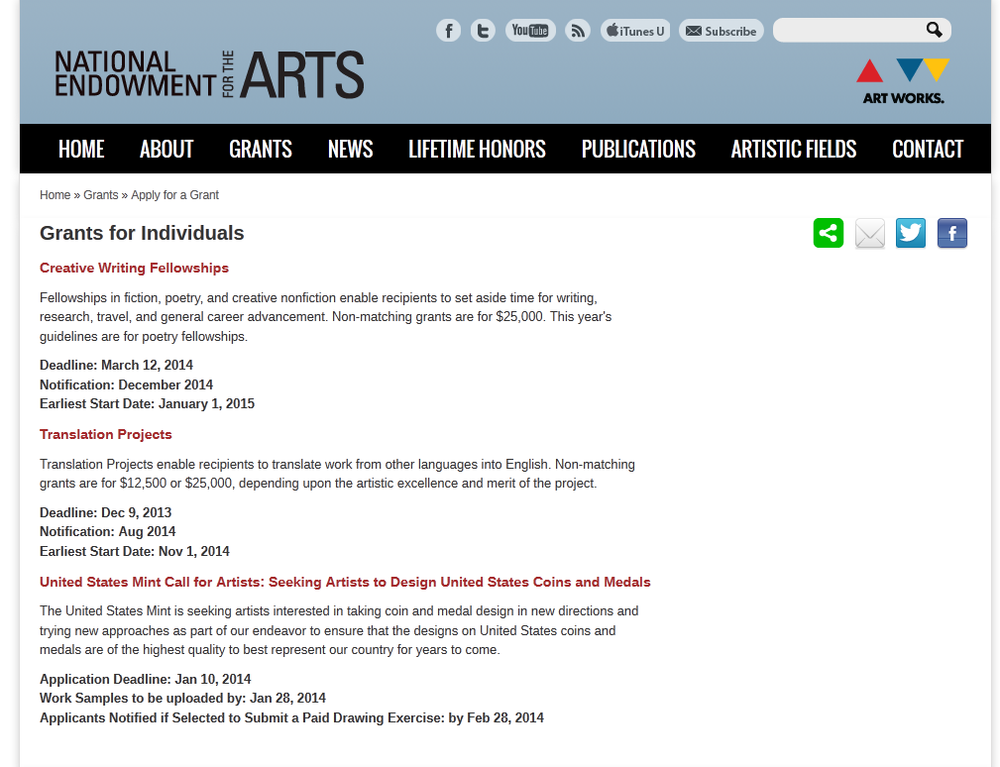 f t You Tube iTunes U Subscribe
NATIONAL
ENDOWMENT FOR THE ARTS
ART WORKS.
HOME ABOUT GRANTS NEWS LIFETIME HONORS PUBLICATIONS ARTISTIC FIELDS CONTACT
Home » Grants » Apply for a Grant
Grants for Individuals
f
Creative Writing Fellowships
Fellowships in fiction, poetry, and creative nonfiction enable recipients to set aside time for writing,
research, travel, and general career advancement. Non-matching grants are for $25,000. This year's
guidelines are for poetry fellowships.
Deadline: March 12, 2014
Notification: December 2014
Earliest Start Date: January 1, 2015
Translation Projects
Translation Projects enable recipients to translate work from other languages into English. Non-matching
grants are for $12,500 or $25,000, depending upon the artistic excellence and merit of the project.
Deadline: Dec 9, 2013
Notification: Aug 2014
Earliest Start Date: Nov 1, 2014
United States Mint Call for Artists: Seeking Artists to Design United States Coins and Medals
The United States Mint is seeking artists interested in taking coin and medal design in new directions and
trying new approaches as part of our endeavor to ensure that the designs on United States coins and
medals are of the highest quality to best represent our country for years to come.
Application Deadline: Jan 10, 2014
Work Samples to be uploaded by: Jan 28, 2014
Applicants Notified if Selected to Submit a Paid Drawing Exercise: by Feb 28, 2014